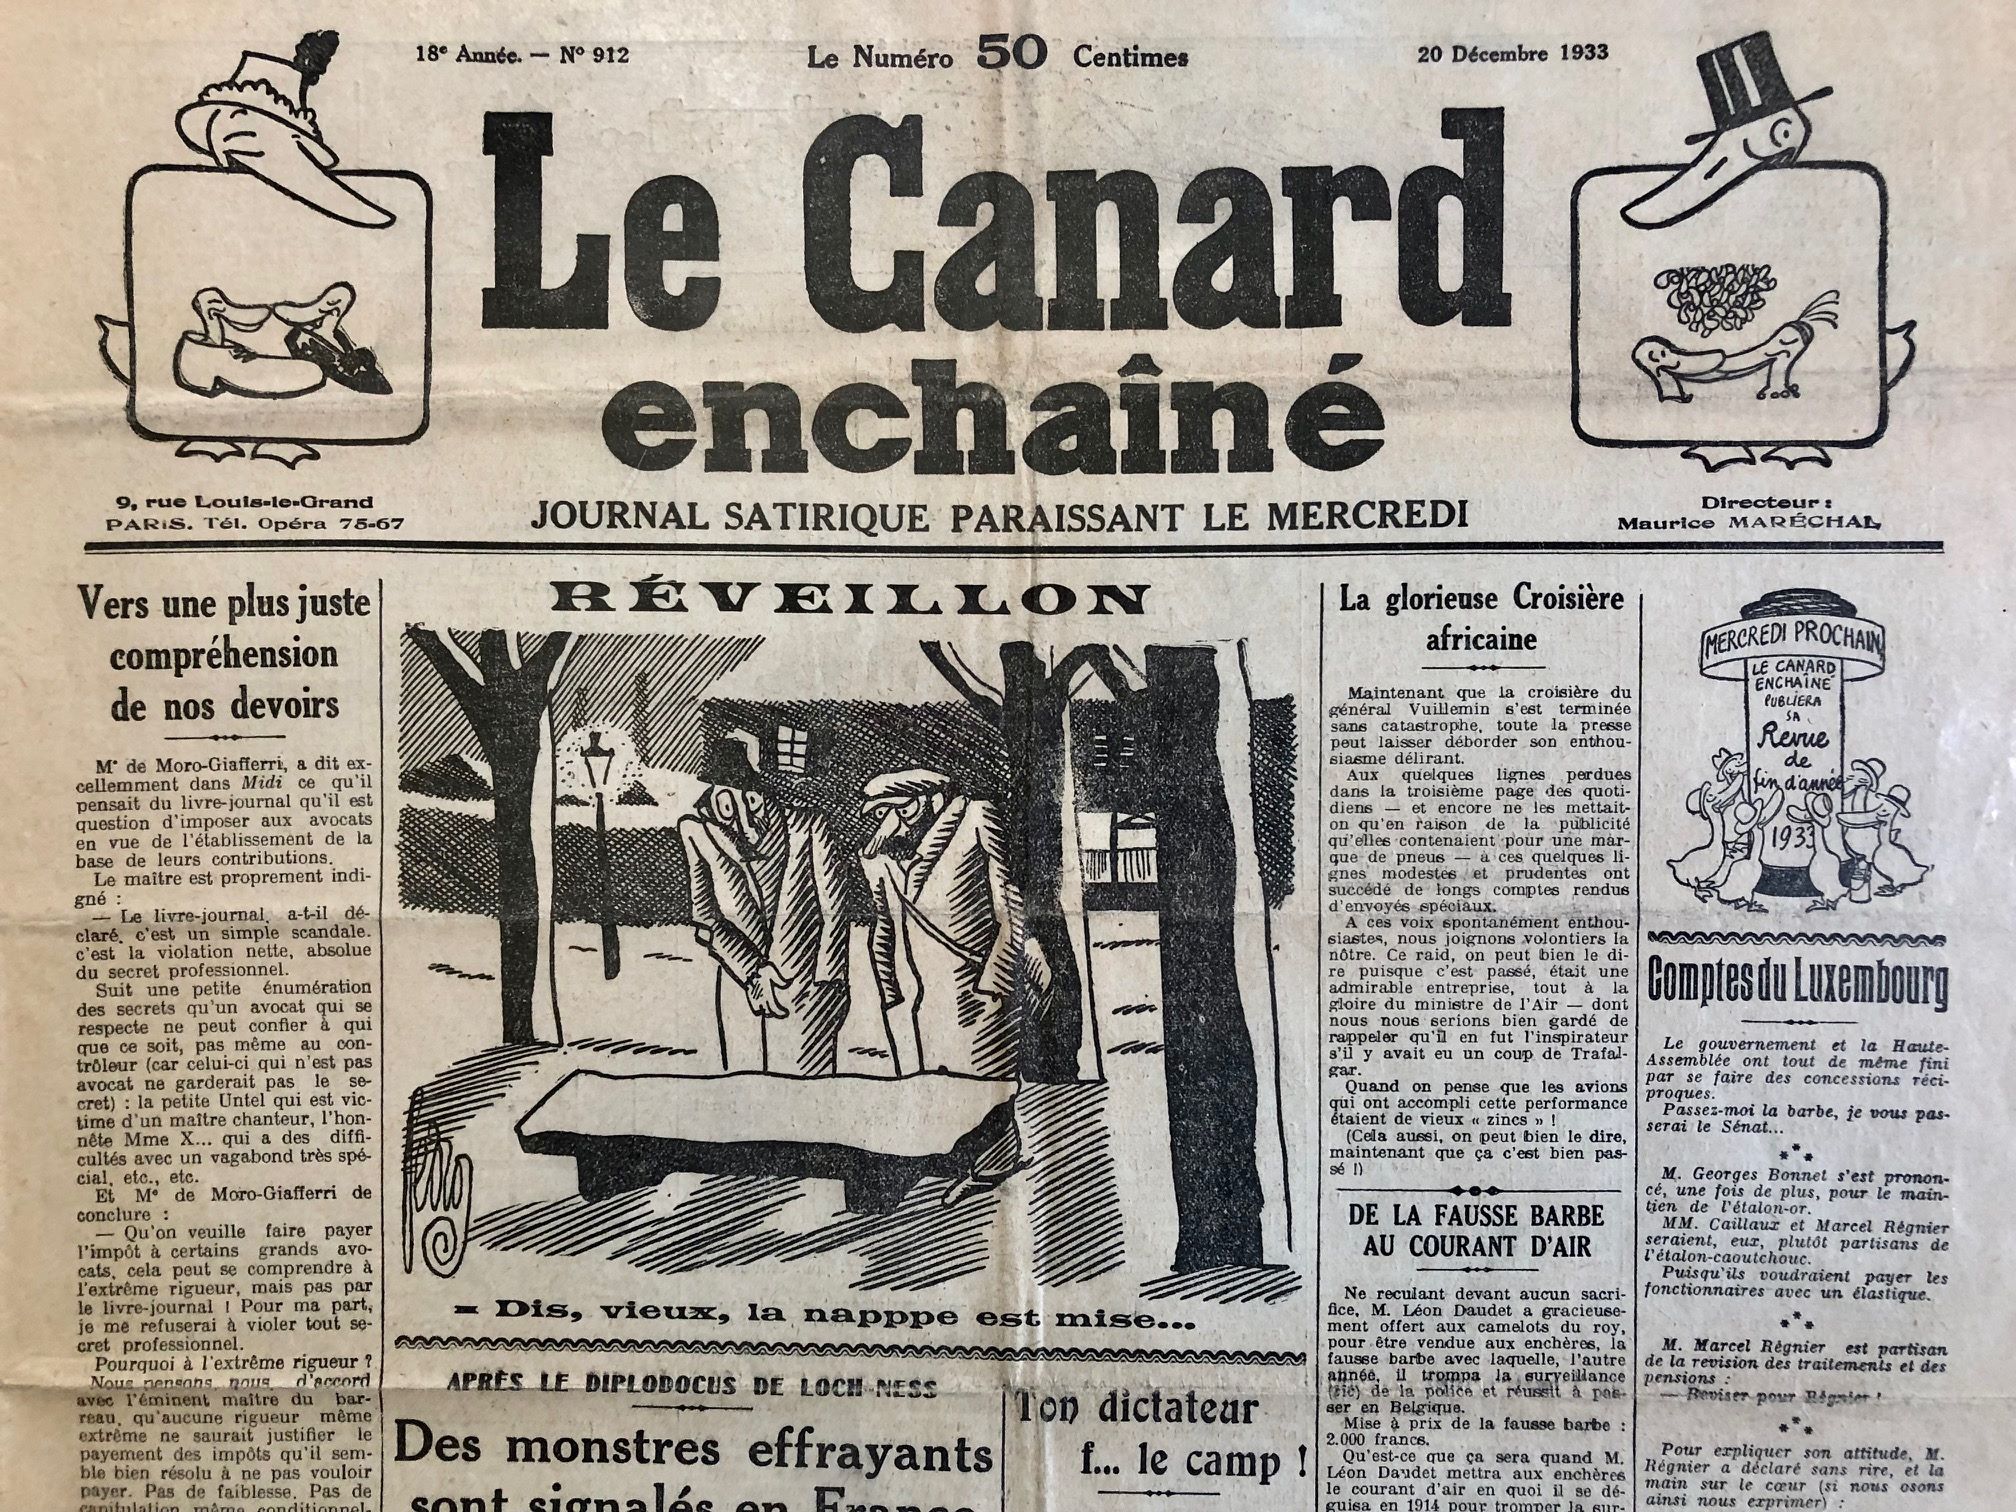 18e Année. — No 912
Le Numéro 50 Centimes
20 Décembre 1933
Le Canard
enchaîné
9, rue Louis-le-Grand
PARIS. Tél. Opéra 75-67
JOURNAL SATIRIQUE PARAISSANT LE MERCREDI
Directeur :
Maurice MARÉCHAL
Vers une plus juste
compréhension
de nos devoirs
Me de Moro-Giafferri, a dit ex-
cellemment dans Midi ce qu'il
pensait du livre-journal qu'il est
question d'imposer aux avocats
en vue de l'établissement de la
base de leurs contributions.
Le maître est proprement indi-
gné :
— Le livre-journal, a-t-il dé-
claré, c'est un simple scandale.
c'est la violation nette, absolue
du secret professionnel.
Suit une petite énumération
des secrets qu'un avocat qui se
respecte ne peut confier à qui
que ce soit, pas même au con-
trôleur (car celui-ci qui n'est pas
avocat ne garderait pas le se-
cret) : la petite Untel qui est vic-
time d'un maître chanteur, l'hon-
nête Mme X... qui a des diffi-
cultés avec un vagabond très spé-
cial, etc., etc.
Et Me de Moro-Giafferri de
conclure :
— Qu'on veuille faire payer
l'impôt à certains grands avo-
cats, cela peut se comprendre à
l'extrême rigueur, mais pas par
le livre-journal ! Pour ma part,
je me refuserai à violer tout se-
cret professionnel.
Pourquoi à l'extrême rigueur ?
Nous pensons, nous, d'accord
avec l'éminent maître du bar-
reau, qu'aucune rigueur même
extrême ne saurait justifier le
payement des impôts qu'il sem-
ble bien résolu à ne pas vouloir
payer. Pas de faiblesse. Pas de
capitulation même conditionnel-
RÉVEILLON
— Dis, vieux, la napppe est mise...
APRÈS LE DIPLODOCUS DE LOCH NESS
Des monstres effrayants
sont signalés en France
Ton dictateur
f... le camp !
La glorieuse Croisière
africaine
Maintenant que la croisière du
général Vuillemin s'est terminée
sans catastrophe, toute la presse
peut laisser déborder son enthou-
siasme délirant.
Aux quelques lignes perdues
dans la troisième page des quoti-
diens — et encore ne les mettait-
on qu'en raison de la publicité
qu'elles contenaient pour une mar-
que de pneus — à ces quelques li-
gnes modestes et prudentes ont
succédé de longs comptes rendus
d'envoyés spéciaux.
A ces voix spontanément enthou-
siastes, nous joignons volontiers la
nôtre. Ce raid, on peut bien le di-
re puisque c'est passé, était une
admirable entreprise, tout à la
gloire du ministre de l'Air — dont
nous nous serions bien gardé de
rappeler qu'il en fut l'inspirateur
s'il y avait eu un coup de Trafal-
gar.
Quand on pense que les avions
qui ont accompli cette performance
étaient de vieux « zincs » !
(Cela aussi, on peut bien le dire,
maintenant que ça c'est bien pas-
sé !)
DE LA FAUSSE BARBE
AU COURANT D'AIR
Ne reculant devant aucun sacri-
fice, M. Léon Daudet a gracieuse-
ment offert aux camelots du roy,
pour être vendue aux enchères, la
fausse barbe avec laquelle, l'autre
année, il trompa la surveillance
(sic) de la police et réussit à pas-
ser en Belgique.
Mise à prix de la fausse barbe :
2.000 francs.
Qu'est-ce que ça sera quand M.
Léon Daudet mettra aux enchères
le courant d'air en quoi il se dé-
guisa en 1914 pour tromper la sur-
MERCREDI PROCHAIN
LE CANARD
ENCHAINÉ
PUBLIERA
SA
Revue
de
fin d'année
1933
Comptes du Luxembourg
Le gouvernement et la Haute-
Assemblée ont tout de même fini
par se faire des concessions réci-
proques.
Passez-moi la barbe, je vous pas-
serai le Sénat...
***
M. Georges Bonnet s'est pronon-
cé, une fois de plus, pour le main-
tien de l'étalon-or.
MM. Caillaux et Marcel Régnier
seraient, eux, plutôt partisans de
l'étalon-caoutchouc.
Puisqu'ils voudraient payer les
fonctionnaires avec un élastique.
***
M. Marcel Régnier est partisan
de la revision des traitements et des
pensions :
— Reviser pour Régnier !
***
Pour expliquer son attitude, M.
Régnier a déclaré sans rire, et la
main sur le cœur (si nous osons
ainsi nous exprimer) :